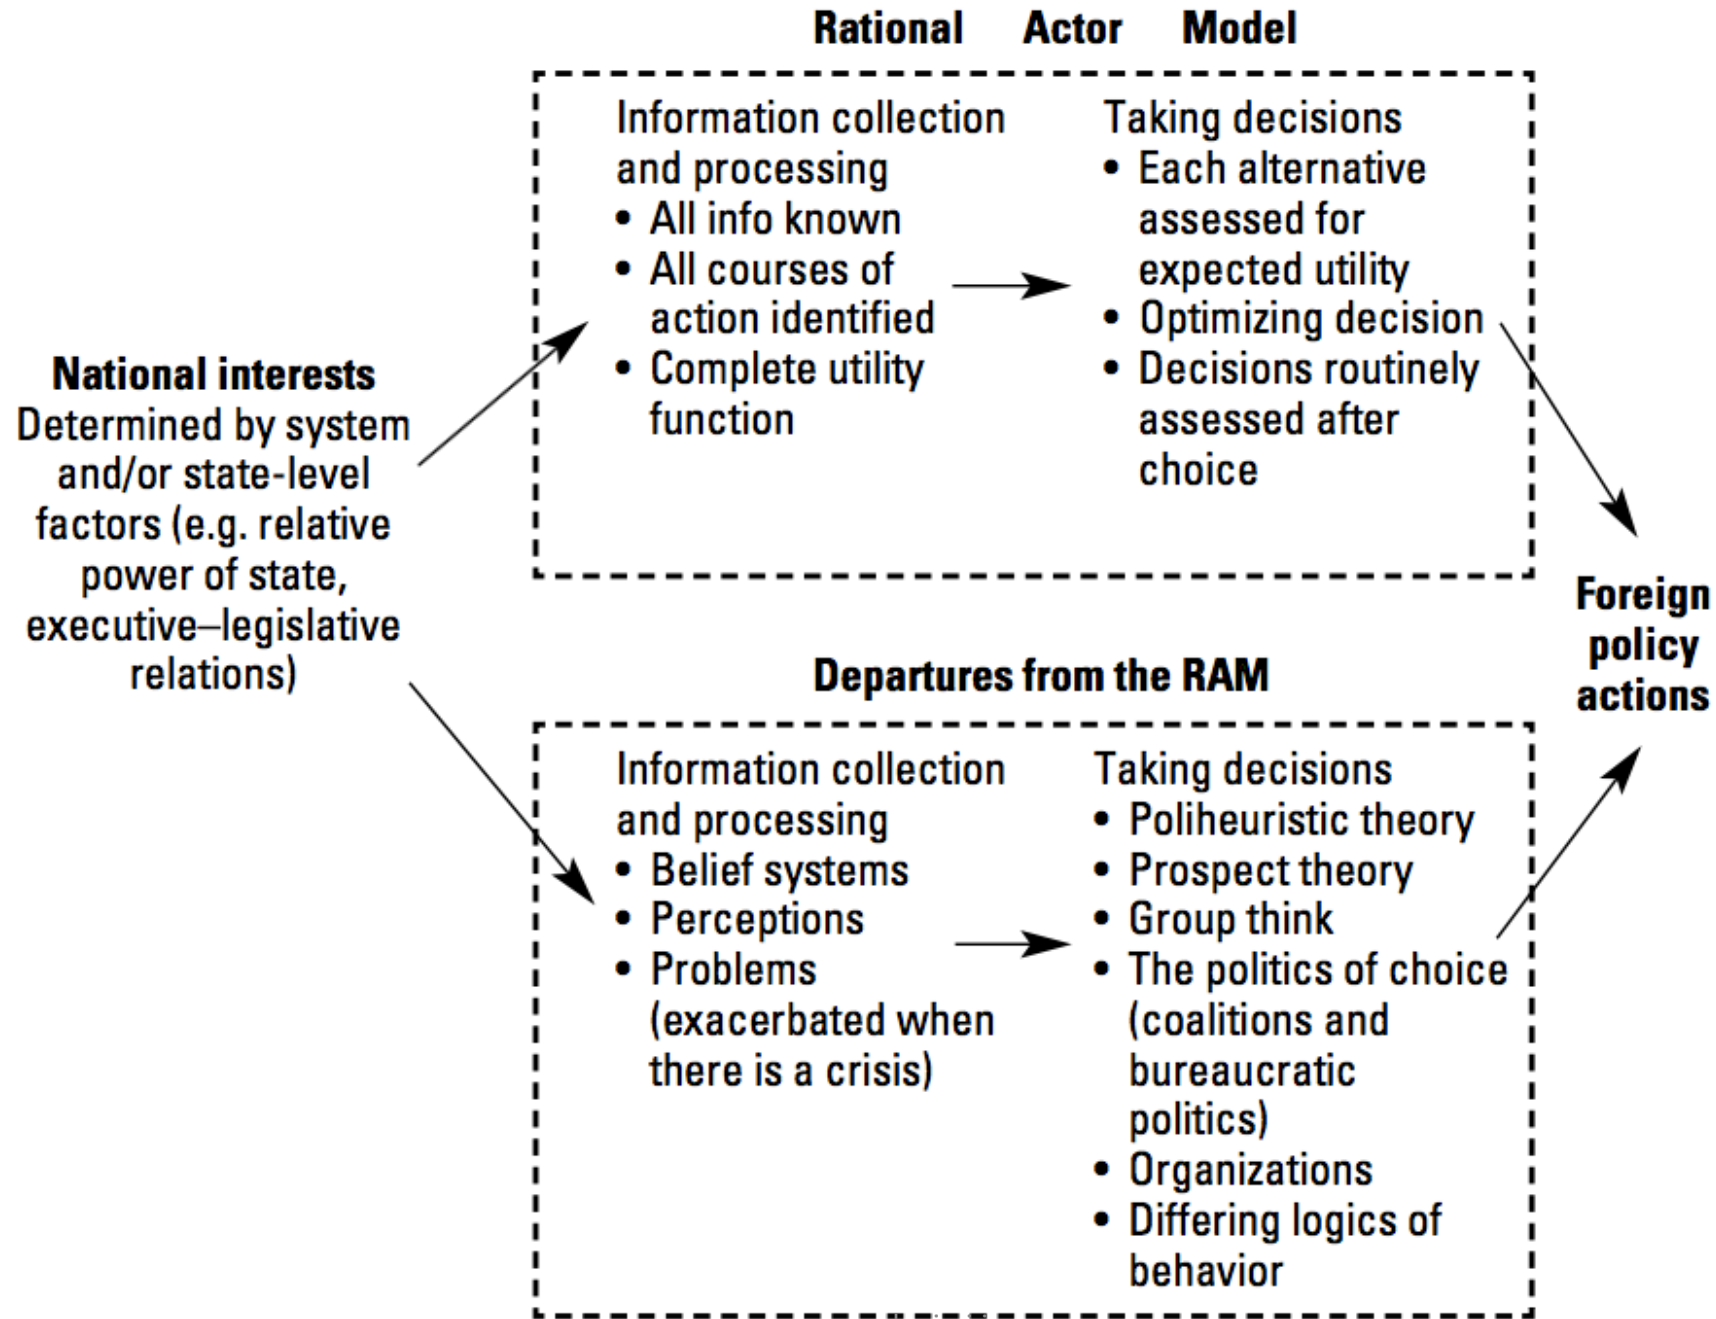 Rational Actor Model
Information collection
and processing
• All info known
• All courses of
action identified
• Complete utility
function
Taking decisions
• Each alternative
assessed for
expected utility
• Optimizing decision
• Decisions routinely
assessed after
choice
National interests
Determined by system
and/or state-level
factors (e.g. relative
power of state,
executive–legislative
relations)
Departures from the RAM
Information collection
and processing
• Belief systems
• Perceptions
• Problems
(exacerbated when
there is a crisis)
Taking decisions
• Poliheuristic theory
• Prospect theory
• Group think
• The politics of choice
(coalitions and
bureaucratic
politics)
• Organizations
• Differing logics of
behavior
Foreign
policy
actions